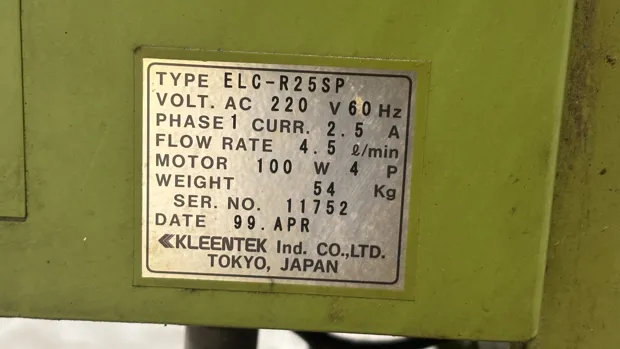 TYPE ELC-R25SP
VOLT. AC 220 V 60 Hz
PHASE 1 CURR. 2.5 A
FLOW RATE 4.5 ℓ/min
MOTOR 100 W 4 P
WEIGHT 54 Kg
SER. NO. 11752
DATE 99.APR
KLEENTEK Ind. CO.,LTD.
TOKYO, JAPAN